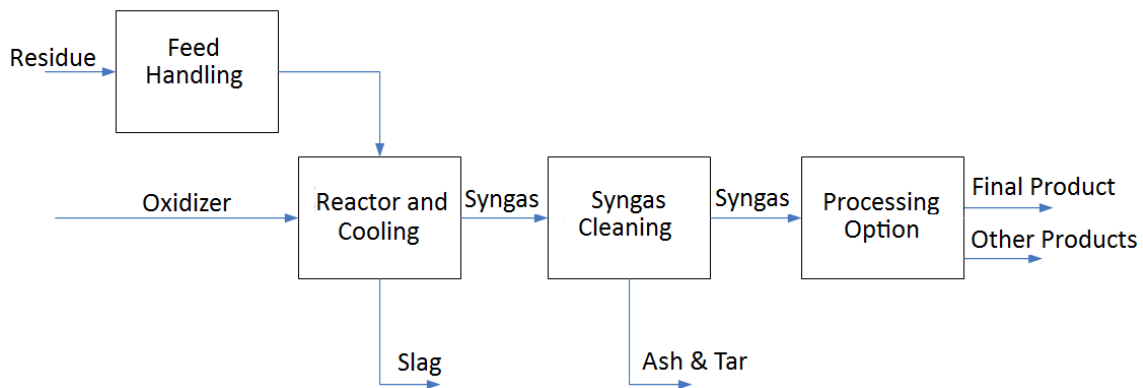 Residue
Feed
Handling
Oxidizer
Reactor and
Cooling
Syngas
Syngas
Cleaning
Syngas
Processing
Option
Final Product
Other Products
Slag
Ash & Tar